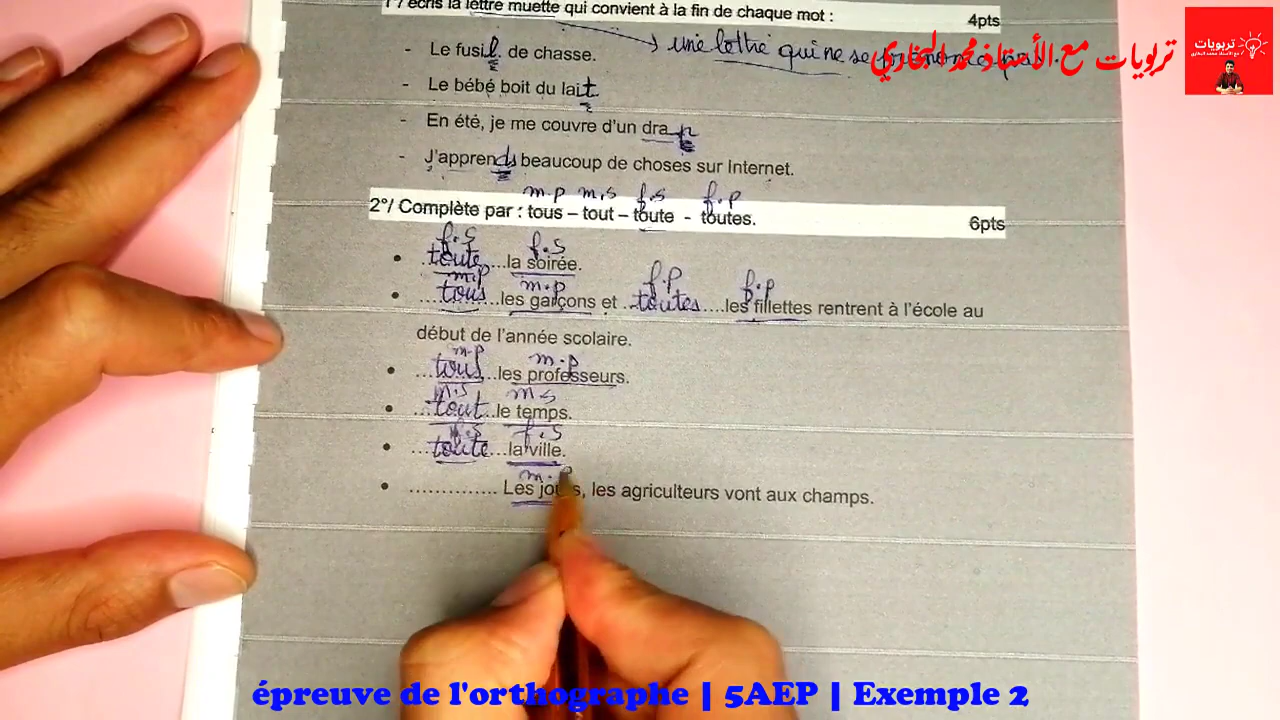 1°/ écris la lettre muette qui convient à la fin de chaque mot : 4pts
une lettre qui ne se prononce pas.
تربويات مع الأستاذ محمد البخاري
تربويات
- Le fusil de chasse.
- Le bébé boit du lait
- En été, je me couvre d'un drap
- J'apprends beaucoup de choses sur Internet.
m.p m.s f.s f.p
2°/ Complète par : tous – tout – toute - toutes. 6pts
f.s f.s
• toute la soirée.
m.p m.p f.p f.p
• tous les garçons et toutes les fillettes rentrent à l'école au
début de l'année scolaire.
m.p m.p
• tous les professeurs.
m.s m s
• tout le temps.
f.s f.s
• toute la ville.
m.p
• .............. Les jours, les agriculteurs vont aux champs.
épreuve de l'orthographe | 5AEP | Exemple 2